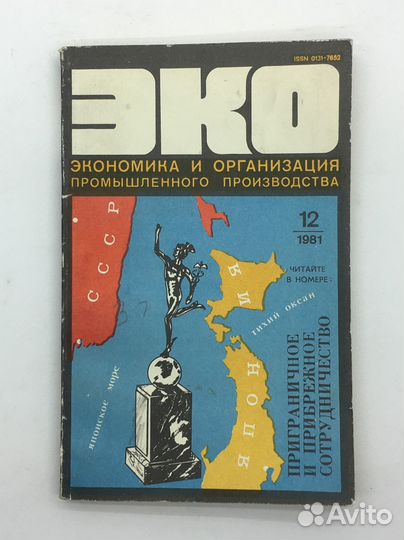 ISSN 0131-7652
ЭКО
ЭКОНОМИКА И ОРГАНИЗАЦИЯ
ПРОМЫШЛЕННОГО ПРОИЗВОДСТВА
12
1981
ЧИТАЙТЕ
В НОМЕРЕ:
ПРИГРАНИЧНОЕ
И ПРИБРЕЖНОЕ
СОТРУДНИЧЕСТВО
СССР
ЯПОНИЯ
ТИХИЙ ОКЕАН
ЯПОНСКОЕ МОРЕ
Avito